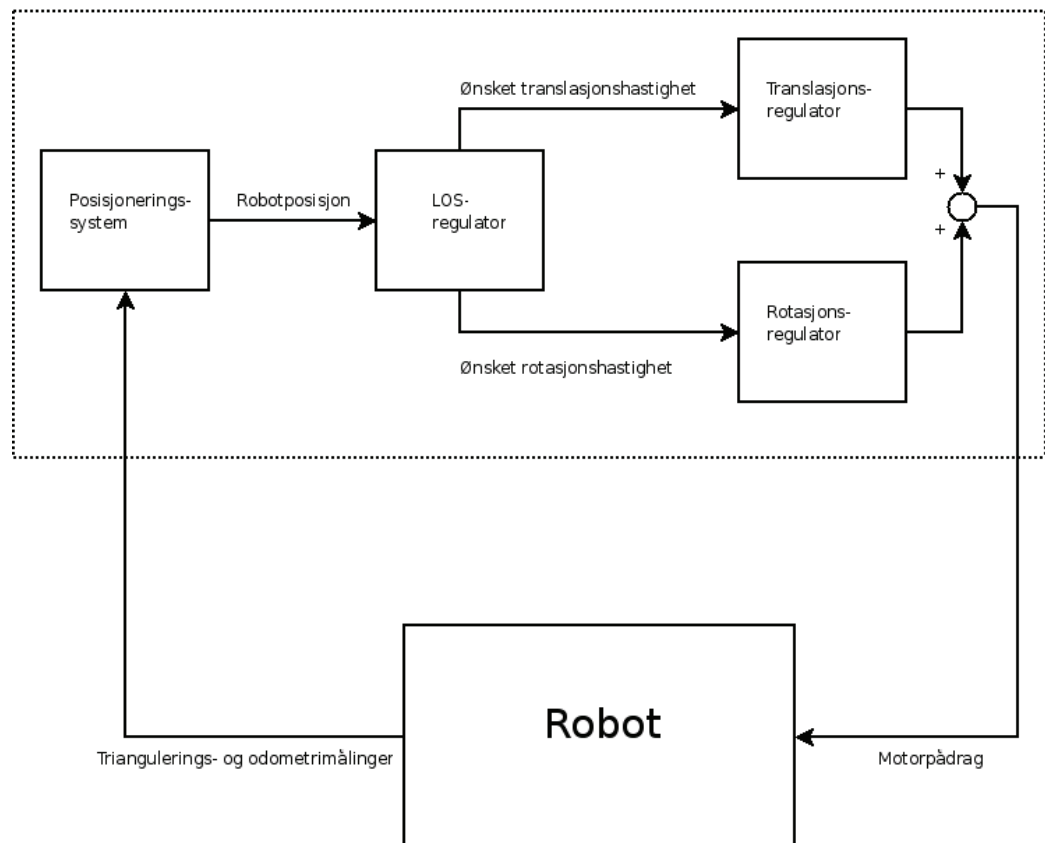 Ønsket translasjonshastighet
Translasjons-
regulator
Posisjonerings-
system
Robotposisjon
LOS-
regulator
+
+
Rotasjons-
regulator
Ønsket rotasjonshastighet
Robot
Triangulerings- og odometrimålinger
Motorpådrag